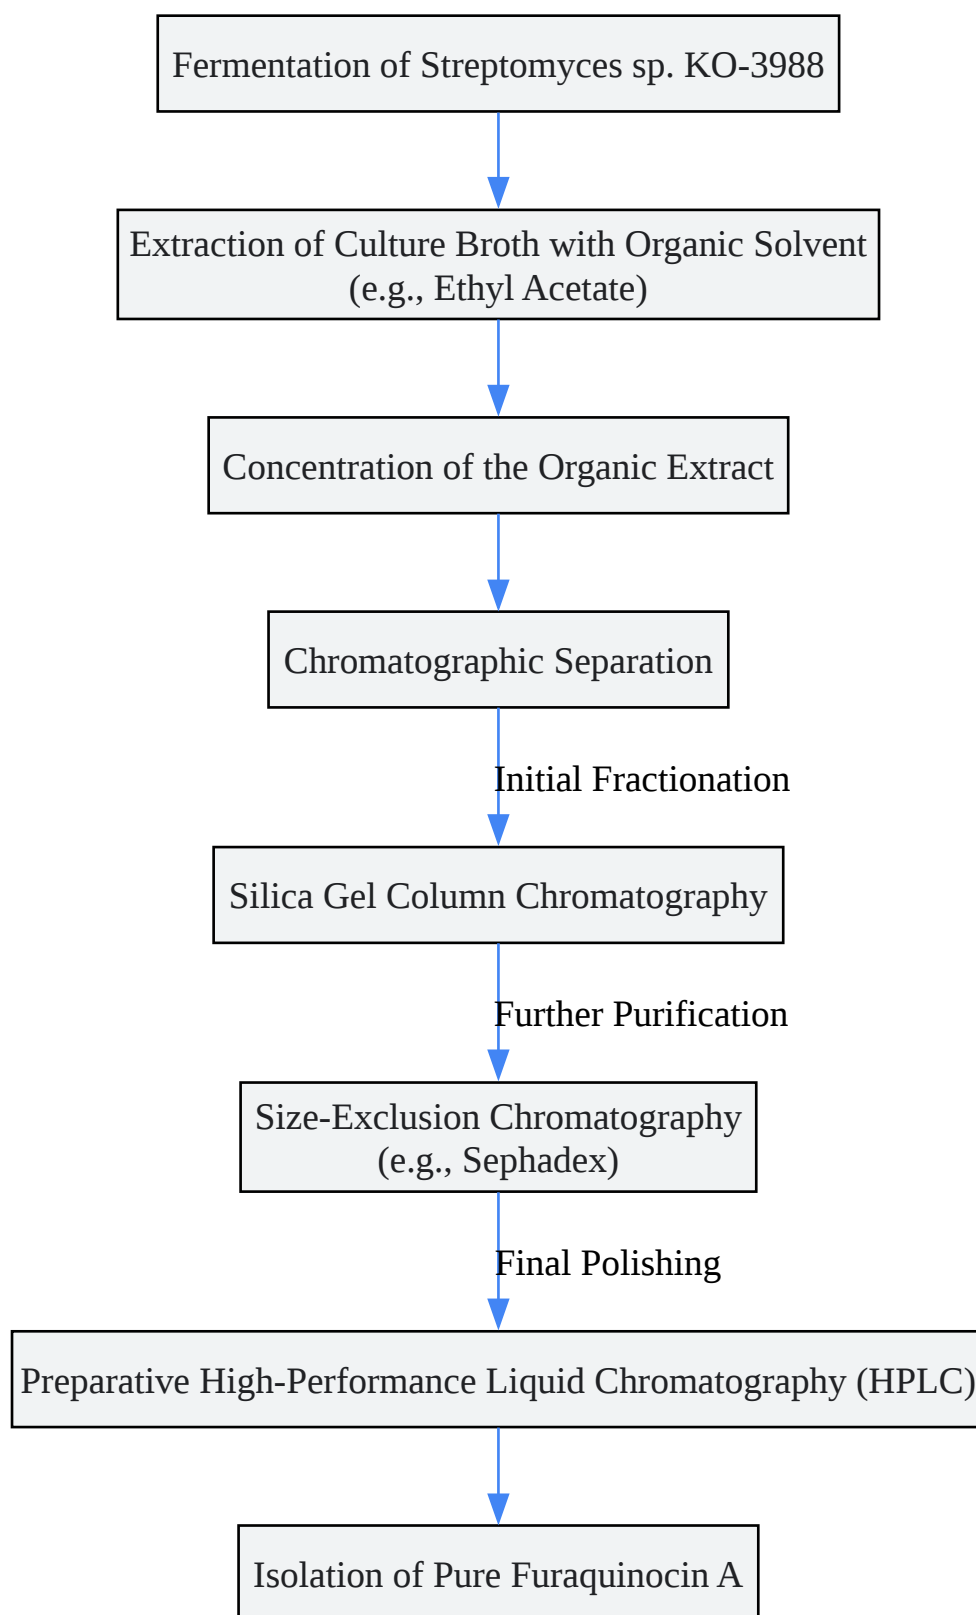 Fermentation of Streptomyces sp. KO-3988
Extraction of Culture Broth with Organic Solvent
(e.g., Ethyl Acetate)
Concentration of the Organic Extract
Chromatographic Separation
Initial Fractionation
Silica Gel Column Chromatography
Further Purification
Size-Exclusion Chromatography
(e.g., Sephadex)
Final Polishing
Preparative High-Performance Liquid Chromatography (HPLC)
Isolation of Pure Furaquinocin A